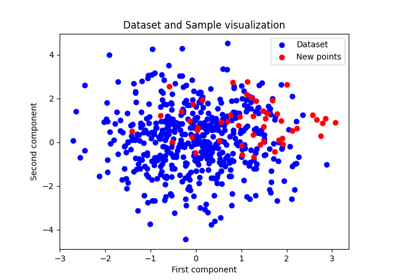 Dataset and Sample visualization
Dataset
New points
4
2
0
−2
−4
Second component
−3
−2
−1
0
1
2
3
First component